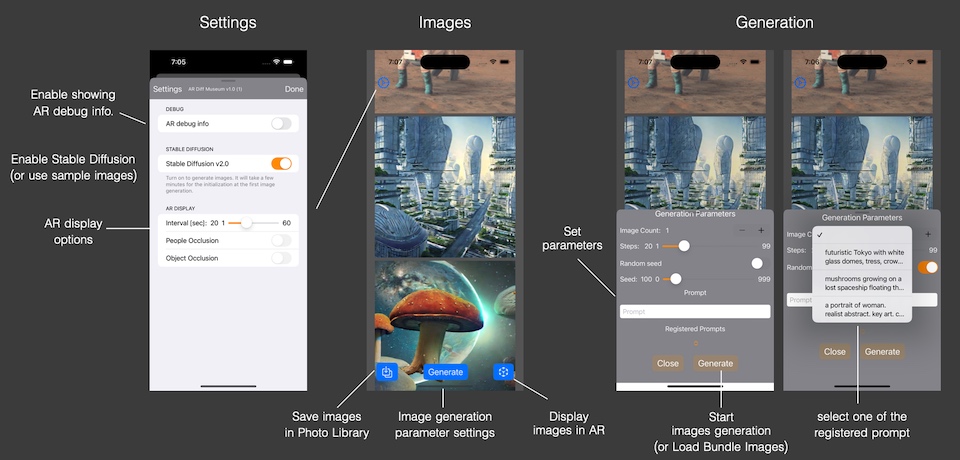 Settings
Images
Generation
Enable showing
AR debug info.
Enable Stable Diffusion
(or use sample images)
AR display
options
7:05
Settings AR Diff Museum v1.0 (1) Done
DEBUG
AR debug info
STABLE DIFFUSION
Stable Diffusion v2.0
Turn on to generate images. It will take a few
minutes for the initialization at the first image
generation.
AR DISPLAY
Interval [sec]: 20 1 60
People Occlusion
Object Occlusion
7:07
Generate
Save images
in Photo Library
Image generation
parameter settings
Display
images in AR
Set
parameters
7:07
Generation Parameters
Image Count: 1 − +
Steps: 20 1 99
Random seed
Seed: 100 0 999
Prompt
Prompt
Registered Prompts
Close Generate
Start
images generation
(or Load Bundle Images)
7:06
Generation Parameters
Image C +
✓
Steps: 99
futuristic Tokyo with white
glass domes, tress, crow...
Random
mushrooms growing on a
lost spaceship floating th...
Prompt
a portrait of woman.
realist abstract. key art. c...
Close Generate
select one of the
registered prompt